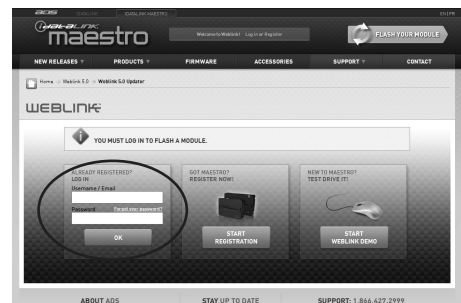 ADS DATALINK IDATALINK MAESTRO EN | FR
iDataLink
maestro
Welcome to Weblink! Log in or Register
FLASH YOUR MODULE
NEW RELEASES PRODUCTS FIRMWARE ACCESSORIES SUPPORT CONTACT
Home > Weblink 5.0 > Weblink 5.0 Updater
WEBLINK
YOU MUST LOG IN TO FLASH A MODULE.
ALREADY REGISTERED?
LOG IN
Username / Email
Password Forgot your password?
OK
GOT MAESTRO?
REGISTER NOW!
START
REGISTRATION
NEW TO MAESTRO?
TEST DRIVE IT!
START
WEBLINK DEMO
ABOUT ADS STAY UP TO DATE SUPPORT: 1.866.427.2999